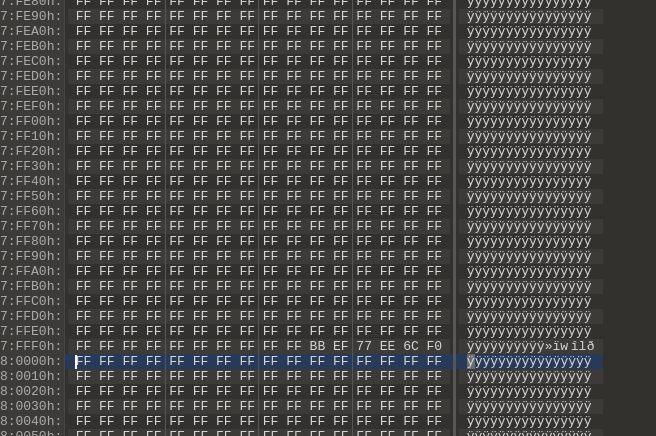 7:FE80h: FF FF FF FF FF FF FF FF FF FF FF FF FF FF FF FF ÿÿÿÿÿÿÿÿÿÿÿÿÿÿÿÿ
7:FE90h: FF FF FF FF FF FF FF FF FF FF FF FF FF FF FF FF ÿÿÿÿÿÿÿÿÿÿÿÿÿÿÿÿ
7:FEA0h: FF FF FF FF FF FF FF FF FF FF FF FF FF FF FF FF ÿÿÿÿÿÿÿÿÿÿÿÿÿÿÿÿ
7:FEB0h: FF FF FF FF FF FF FF FF FF FF FF FF FF FF FF FF ÿÿÿÿÿÿÿÿÿÿÿÿÿÿÿÿ
7:FEC0h: FF FF FF FF FF FF FF FF FF FF FF FF FF FF FF FF ÿÿÿÿÿÿÿÿÿÿÿÿÿÿÿÿ
7:FED0h: FF FF FF FF FF FF FF FF FF FF FF FF FF FF FF FF ÿÿÿÿÿÿÿÿÿÿÿÿÿÿÿÿ
7:FEE0h: FF FF FF FF FF FF FF FF FF FF FF FF FF FF FF FF ÿÿÿÿÿÿÿÿÿÿÿÿÿÿÿÿ
7:FEF0h: FF FF FF FF FF FF FF FF FF FF FF FF FF FF FF FF ÿÿÿÿÿÿÿÿÿÿÿÿÿÿÿÿ
7:FF00h: FF FF FF FF FF FF FF FF FF FF FF FF FF FF FF FF ÿÿÿÿÿÿÿÿÿÿÿÿÿÿÿÿ
7:FF10h: FF FF FF FF FF FF FF FF FF FF FF FF FF FF FF FF ÿÿÿÿÿÿÿÿÿÿÿÿÿÿÿÿ
7:FF20h: FF FF FF FF FF FF FF FF FF FF FF FF FF FF FF FF ÿÿÿÿÿÿÿÿÿÿÿÿÿÿÿÿ
7:FF30h: FF FF FF FF FF FF FF FF FF FF FF FF FF FF FF FF ÿÿÿÿÿÿÿÿÿÿÿÿÿÿÿÿ
7:FF40h: FF FF FF FF FF FF FF FF FF FF FF FF FF FF FF FF ÿÿÿÿÿÿÿÿÿÿÿÿÿÿÿÿ
7:FF50h: FF FF FF FF FF FF FF FF FF FF FF FF FF FF FF FF ÿÿÿÿÿÿÿÿÿÿÿÿÿÿÿÿ
7:FF60h: FF FF FF FF FF FF FF FF FF FF FF FF FF FF FF FF ÿÿÿÿÿÿÿÿÿÿÿÿÿÿÿÿ
7:FF70h: FF FF FF FF FF FF FF FF FF FF FF FF FF FF FF FF ÿÿÿÿÿÿÿÿÿÿÿÿÿÿÿÿ
7:FF80h: FF FF FF FF FF FF FF FF FF FF FF FF FF FF FF FF ÿÿÿÿÿÿÿÿÿÿÿÿÿÿÿÿ
7:FF90h: FF FF FF FF FF FF FF FF FF FF FF FF FF FF FF FF ÿÿÿÿÿÿÿÿÿÿÿÿÿÿÿÿ
7:FFA0h: FF FF FF FF FF FF FF FF FF FF FF FF FF FF FF FF ÿÿÿÿÿÿÿÿÿÿÿÿÿÿÿÿ
7:FFB0h: FF FF FF FF FF FF FF FF FF FF FF FF FF FF FF FF ÿÿÿÿÿÿÿÿÿÿÿÿÿÿÿÿ
7:FFC0h: FF FF FF FF FF FF FF FF FF FF FF FF FF FF FF FF ÿÿÿÿÿÿÿÿÿÿÿÿÿÿÿÿ
7:FFD0h: FF FF FF FF FF FF FF FF FF FF FF FF FF FF FF FF ÿÿÿÿÿÿÿÿÿÿÿÿÿÿÿÿ
7:FFE0h: FF FF FF FF FF FF FF FF FF FF FF FF FF FF FF FF ÿÿÿÿÿÿÿÿÿÿÿÿÿÿÿÿ
7:FFF0h: FF FF FF FF FF FF FF FF FF FF BB EF 77 EE 6C F0 ÿÿÿÿÿÿÿÿÿÿ»ïwîlð
8:0000h: FF FF FF FF FF FF FF FF FF FF FF FF FF FF FF FF ÿÿÿÿÿÿÿÿÿÿÿÿÿÿÿÿ
8:0010h: FF FF FF FF FF FF FF FF FF FF FF FF FF FF FF FF ÿÿÿÿÿÿÿÿÿÿÿÿÿÿÿÿ
8:0020h: FF FF FF FF FF FF FF FF FF FF FF FF FF FF FF FF ÿÿÿÿÿÿÿÿÿÿÿÿÿÿÿÿ
8:0030h: FF FF FF FF FF FF FF FF FF FF FF FF FF FF FF FF ÿÿÿÿÿÿÿÿÿÿÿÿÿÿÿÿ
8:0040h: FF FF FF FF FF FF FF FF FF FF FF FF FF FF FF FF ÿÿÿÿÿÿÿÿÿÿÿÿÿÿÿÿ